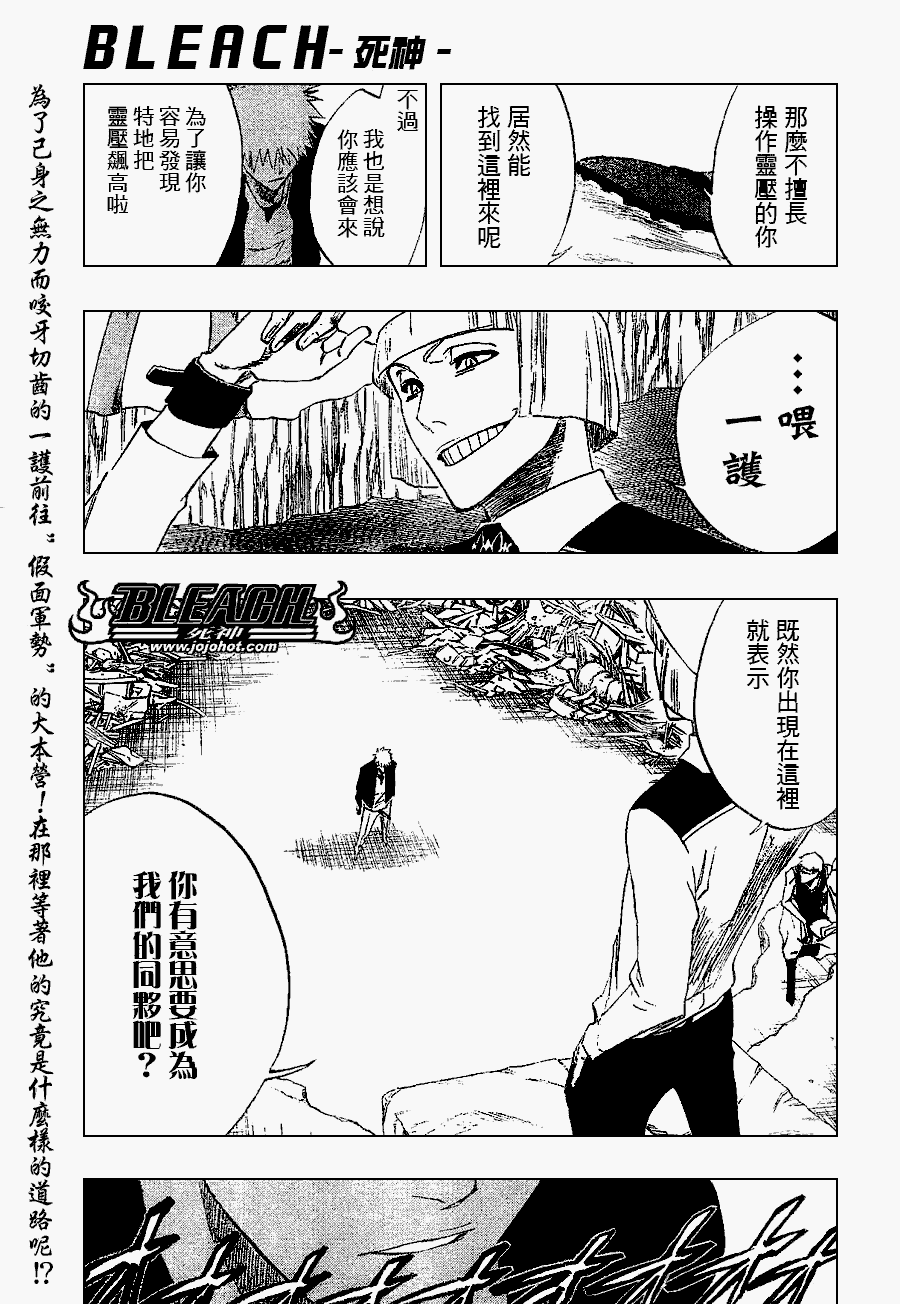 BLEACH-死神-
那麼不擅長
操作靈壓的你
居然能
找到這裡來呢
不過
我也是想說
你應該會來
為了讓你
容易發現
特地把
靈壓飆高啦
…喂
一護
BLEACH
死神
www.jojohot.com
既然你出現在這裡
就表示
你有意思要成為
我們的同夥吧？
為了己身之無力而咬牙切齒的一護前往〝假面軍勢〞的大本營！在那裡等著他的究竟是什麼樣的道路呢!?